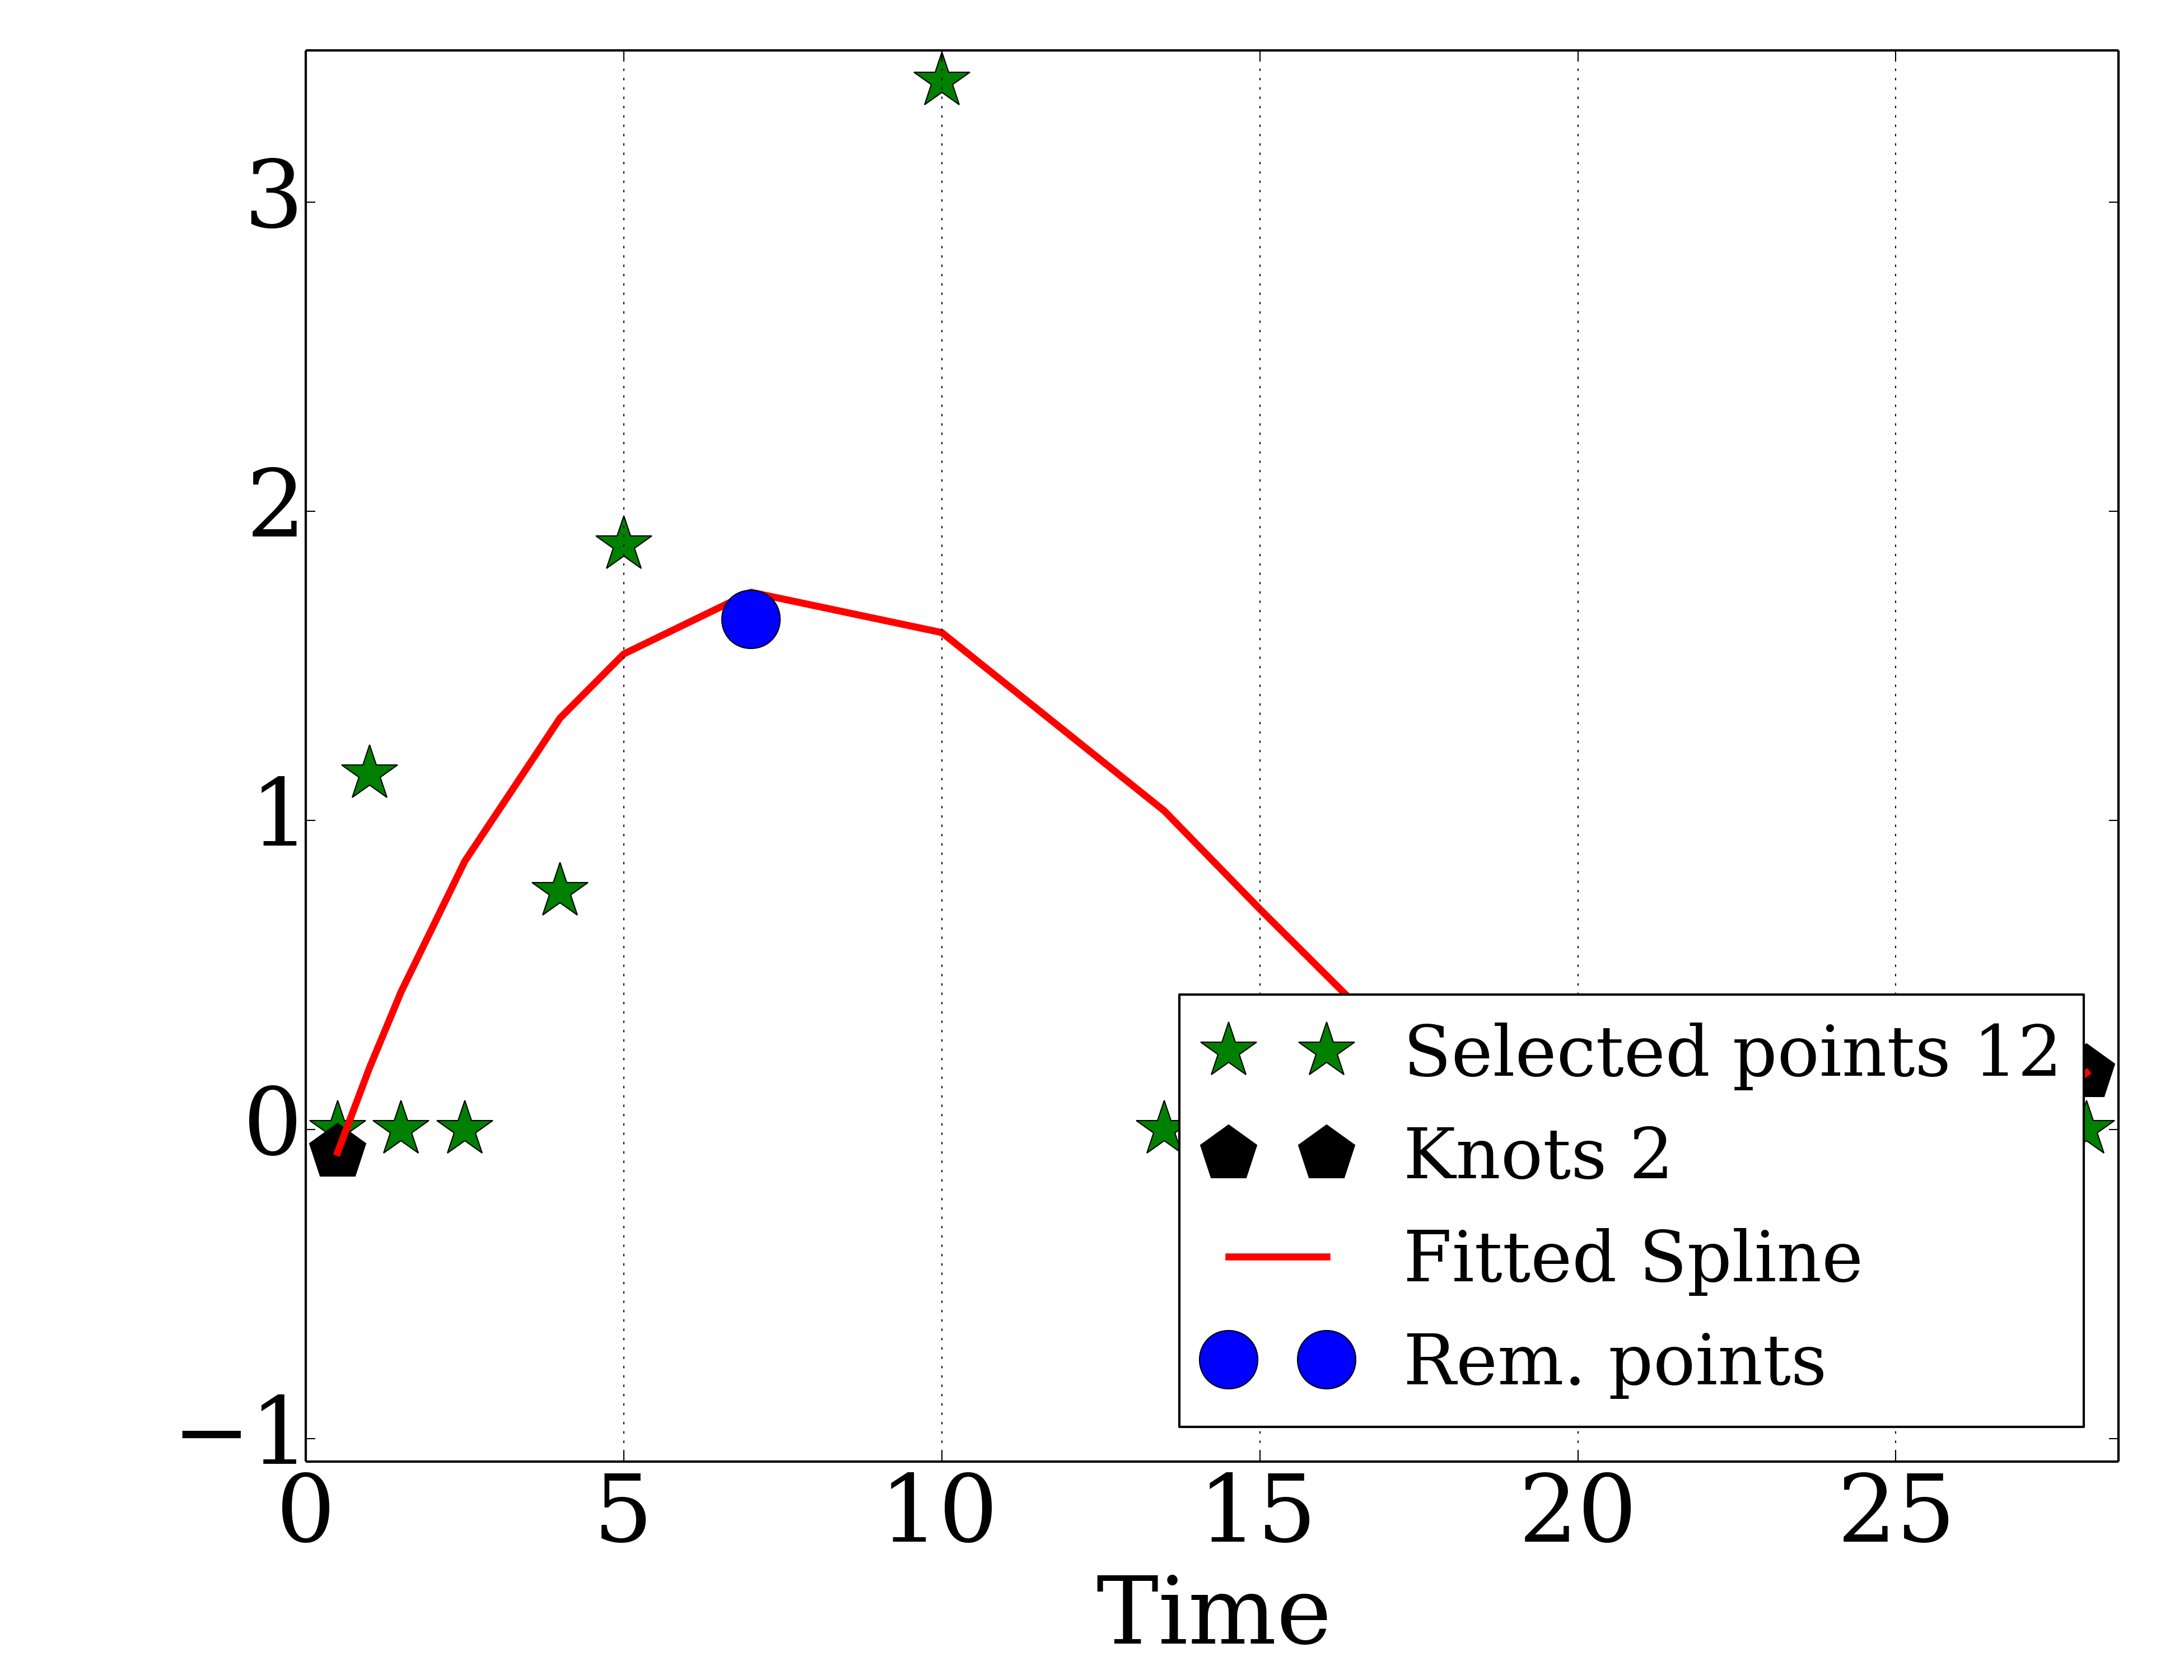 3
2
1
0
−1
Selected points 12
Knots 2
Fitted Spline
Rem. points
0 5 10 15 20 25
Time